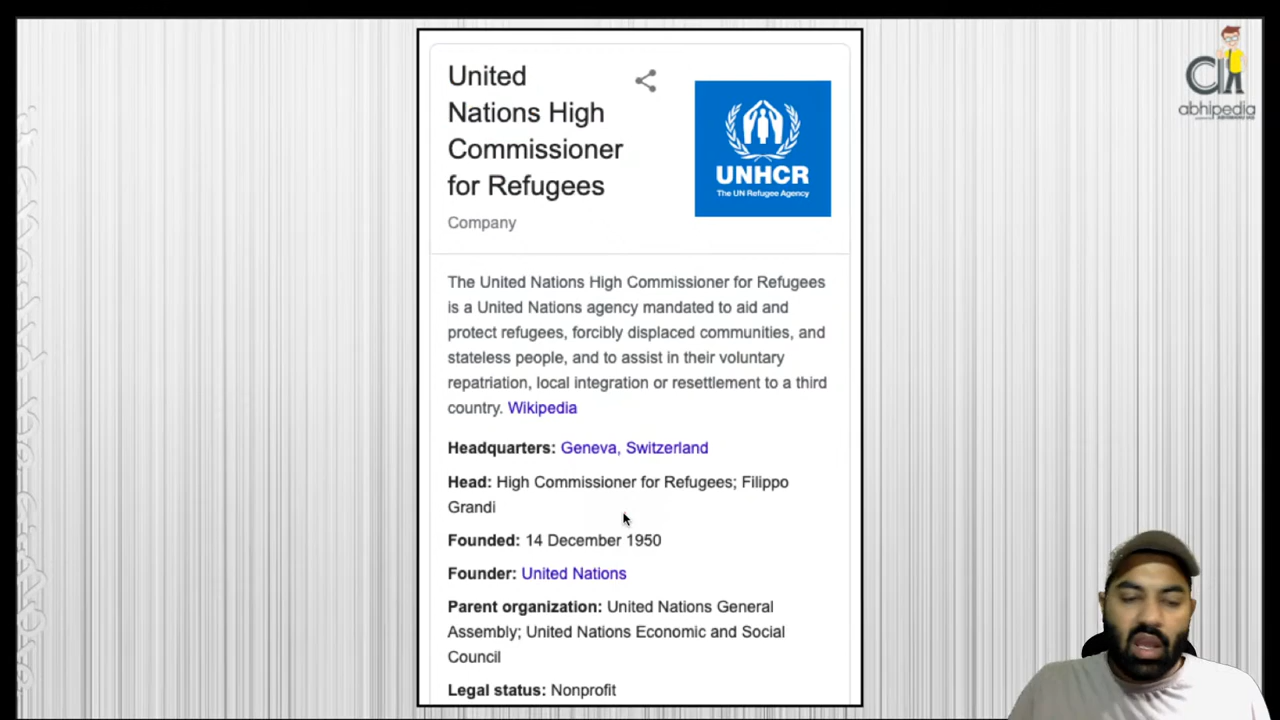 United
Nations High
Commissioner
for Refugees
Company
UNHCR
The UN Refugee Agency
abhipedia
The United Nations High Commissioner for Refugees
is a United Nations agency mandated to aid and
protect refugees, forcibly displaced communities, and
stateless people, and to assist in their voluntary
repatriation, local integration or resettlement to a third
country. Wikipedia
Headquarters: Geneva, Switzerland
Head: High Commissioner for Refugees; Filippo
Grandi
Founded: 14 December 1950
Founder: United Nations
Parent organization: United Nations General
Assembly; United Nations Economic and Social
Council
Legal status: Nonprofit